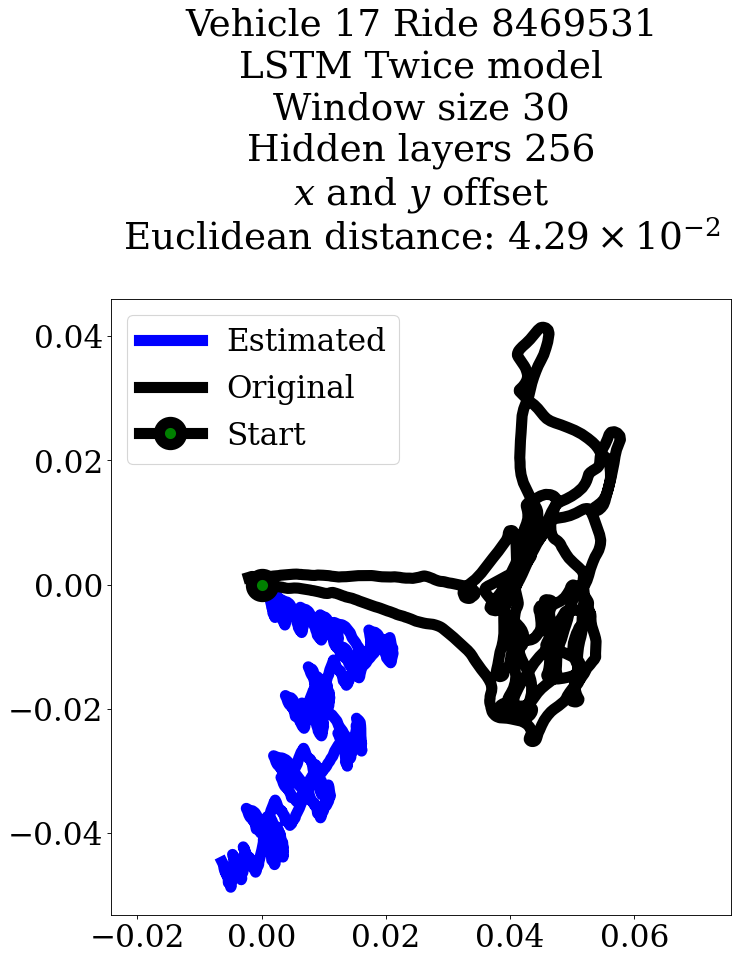 Vehicle 17 Ride 8469531
LSTM Twice model
Window size 30
Hidden layers 256
x and y offset
Euclidean distance: 4.29 × 10⁻²
Estimated
Original
Start
0.04
0.02
0.00
−0.02
−0.04
−0.02 0.00 0.02 0.04 0.06